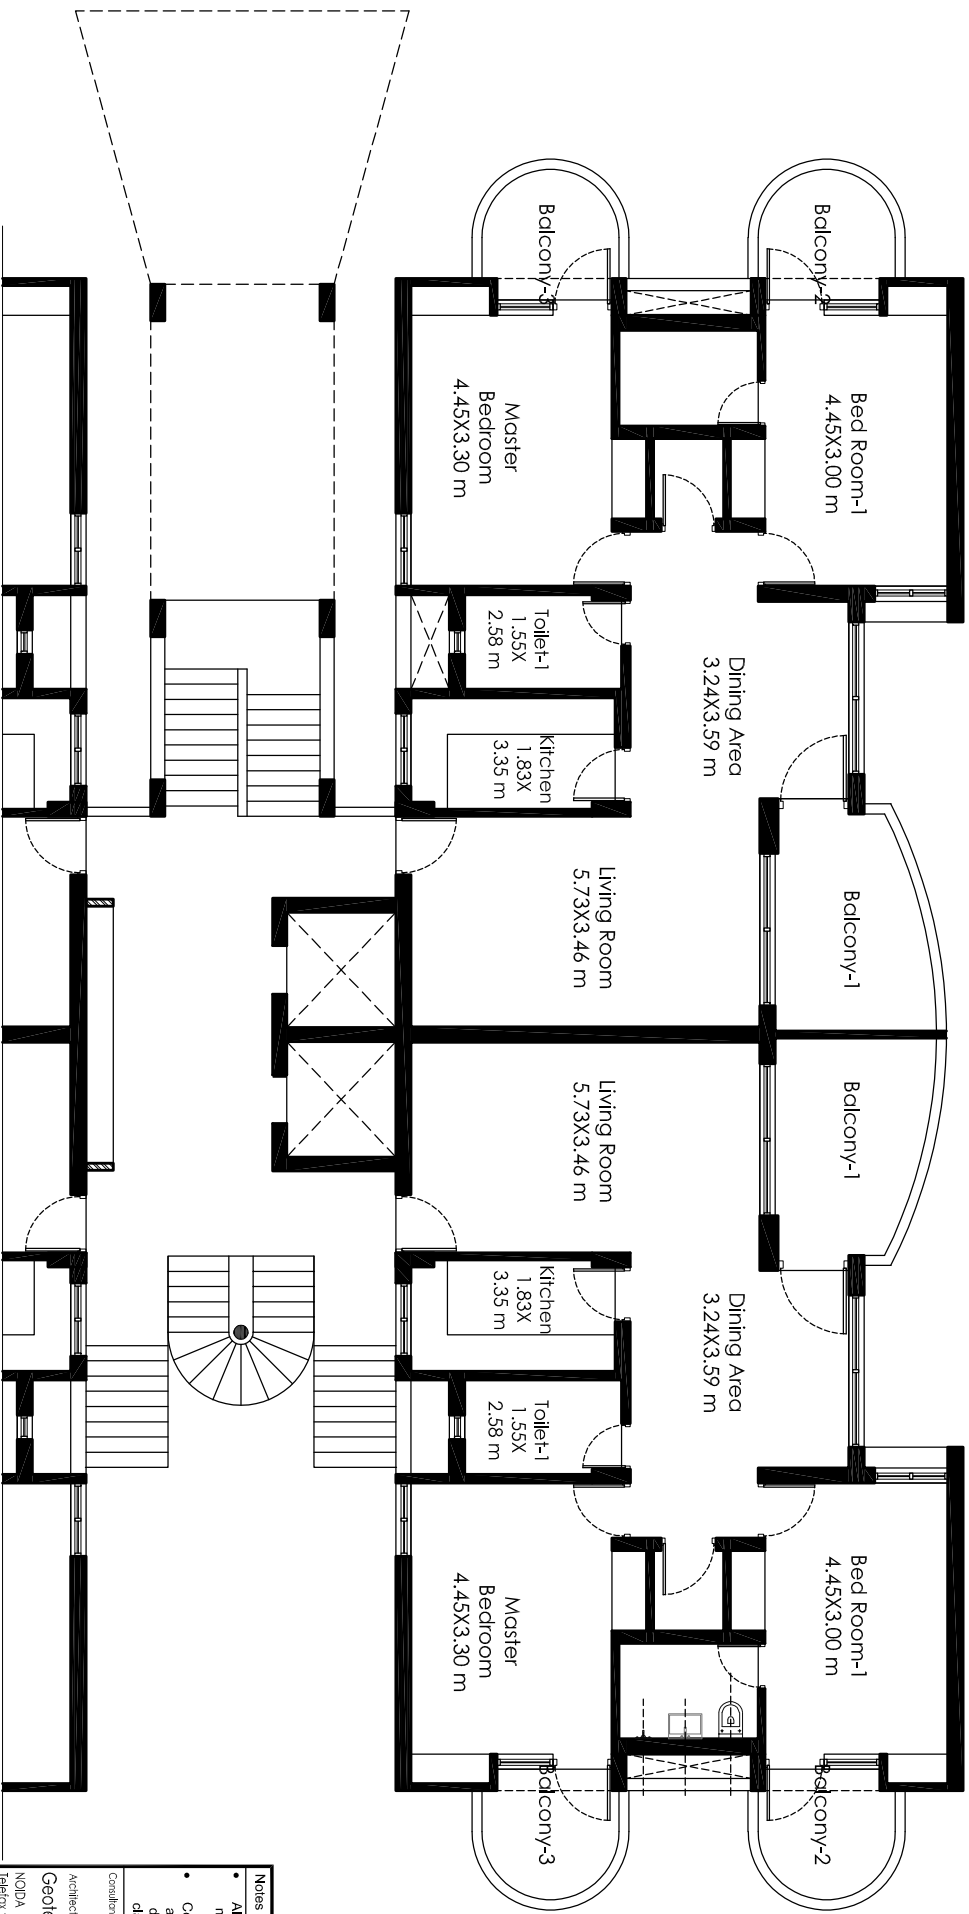 Balcony-2
Bed Room-1
4.45X3.00 m
Balcony-3
Master
Bedroom
4.45X3.30 m
Toilet-1
1.55X
2.58 m
Kitchen
1.83X
3.35 m
Dining Area
3.24X3.59 m
Living Room
5.73X3.46 m
Balcony-1
Balcony-1
Living Room
5.73X3.46 m
Dining Area
3.24X3.59 m
Kitchen
1.83X
3.35 m
Toilet-1
1.55X
2.58 m
Bed Room-1
4.45X3.00 m
Balcony-2
Master
Bedroom
4.45X3.30 m
Balcony-3
Notes
NOIDA